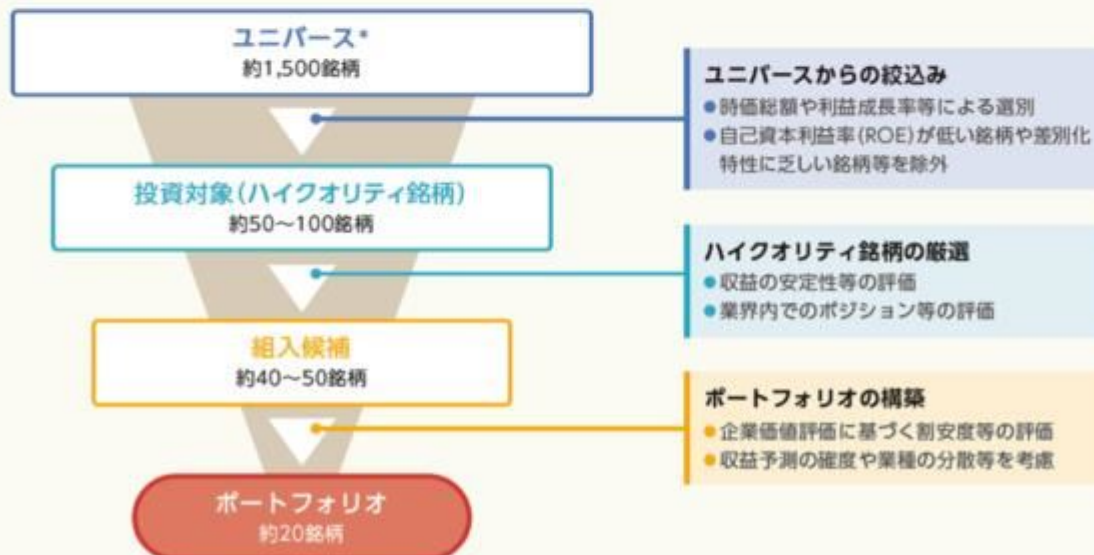 ユニバース*
約1,500銘柄
ユニバースからの絞込み
●時価総額や利益成長率等による選別
●自己資本利益率(ROE)が低い銘柄や差別化
特性に乏しい銘柄等を除外
投資対象(ハイクオリティ銘柄)
約50〜100銘柄
ハイクオリティ銘柄の厳選
●収益の安定性等の評価
●業界内でのポジション等の評価
組入候補
約40〜50銘柄
ポートフォリオの構築
●企業価値評価に基づく割安度等の評価
●収益予測の確度や業種の分散等を考慮
ポートフォリオ
約20銘柄